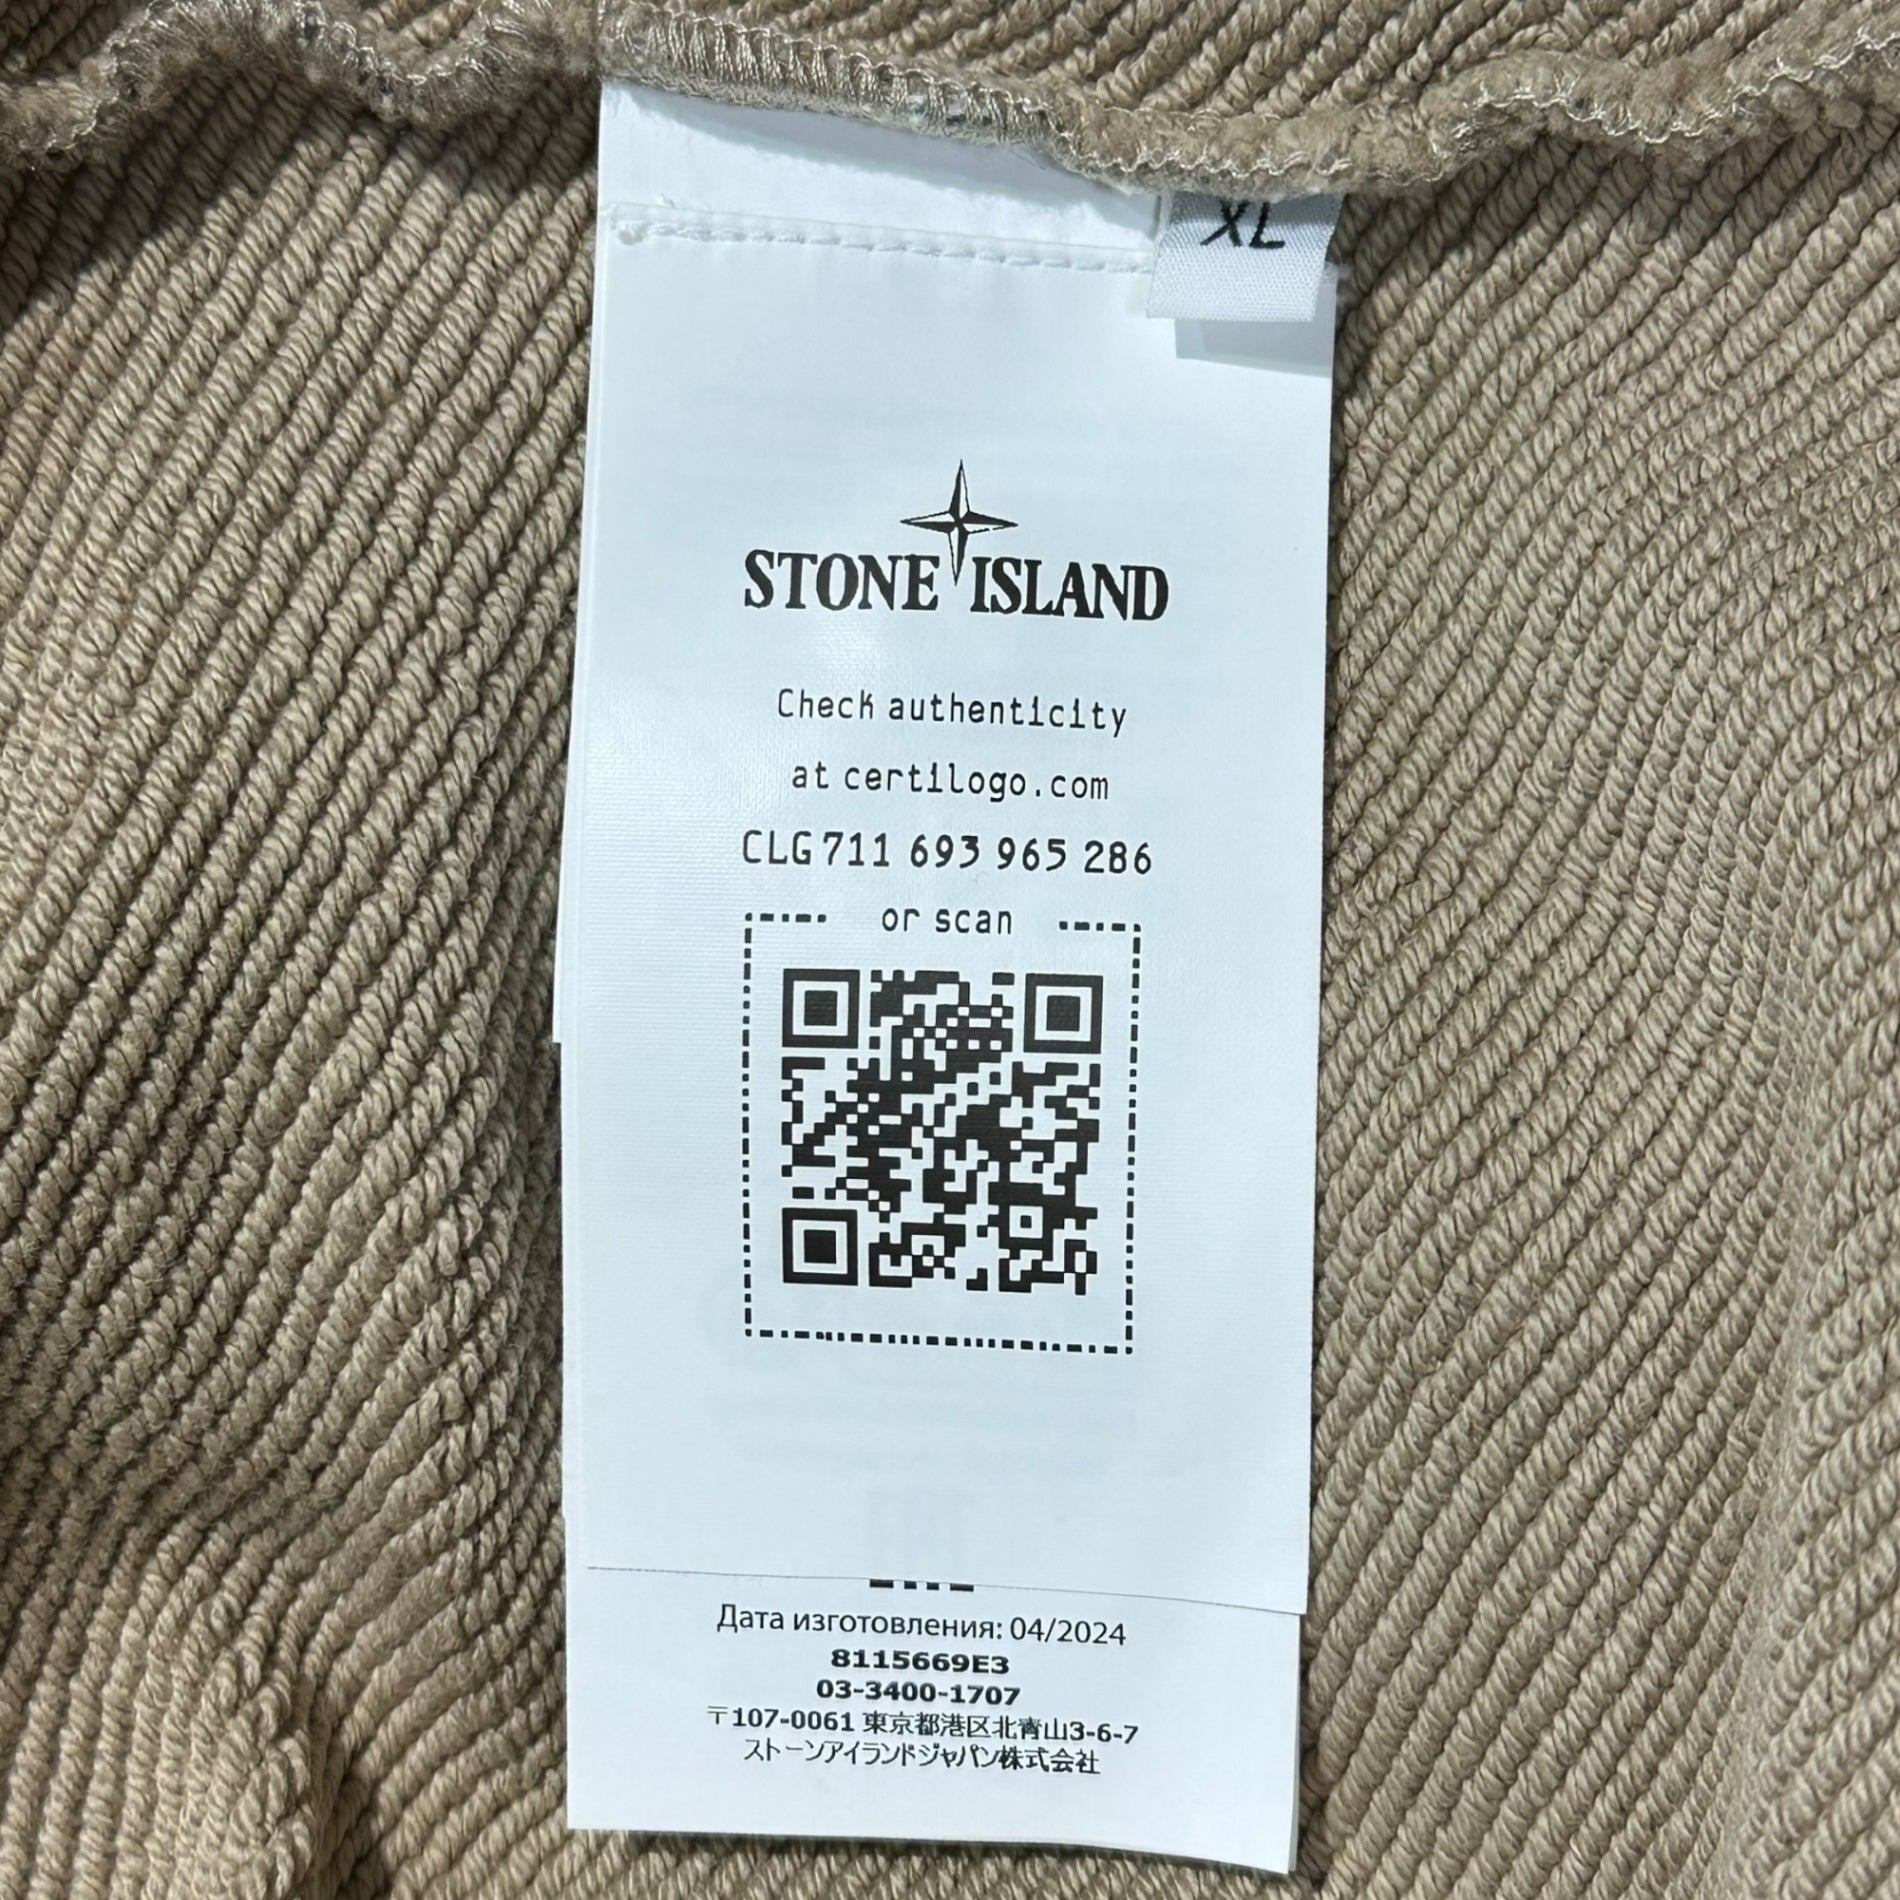 XL
STONE ISLAND
Check authenticity
at certilogo.com
CLG 711 693 965 286
or scan
Дата изготовления: 04/2024
8115669E3
03-3400-1707
〒107-0061 東京都港区北青山3-6-7
ストーンアイランドジャパン株式会社